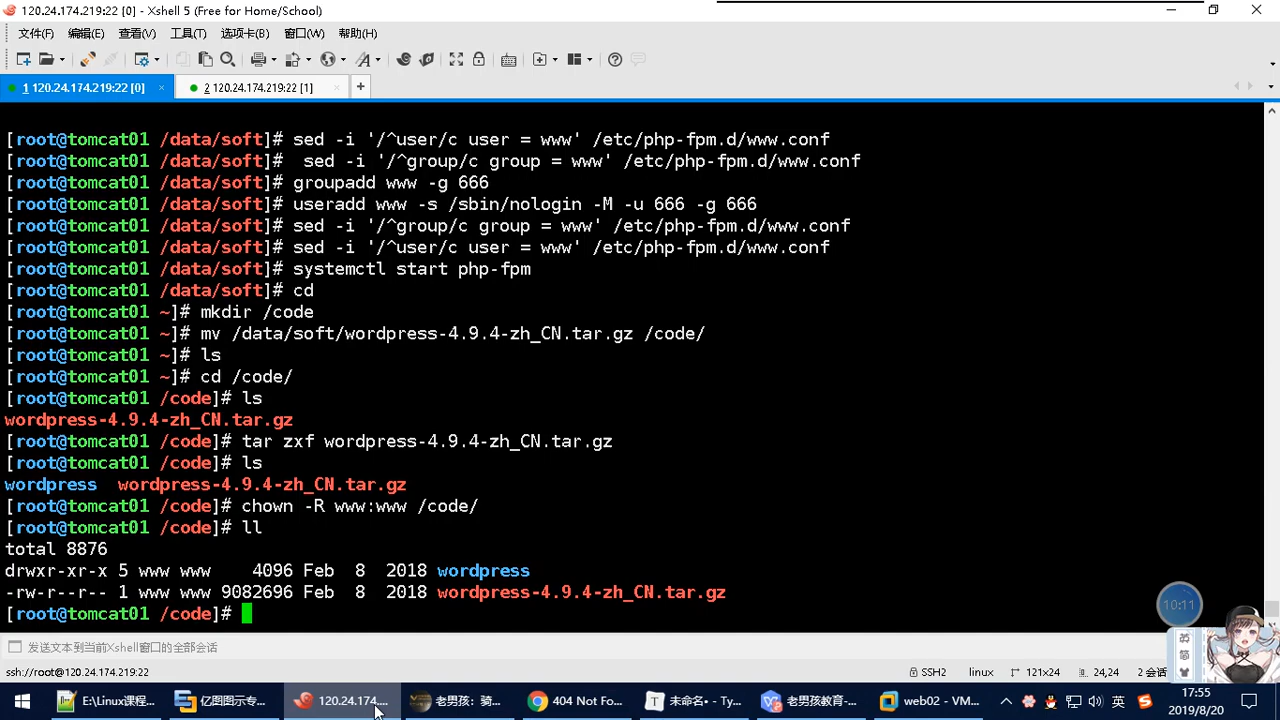 120.24.174.219:22 [0] - Xshell 5 (Free for Home/School)
文件(F) 编辑(E) 查看(V) 工具(T) 选项卡(B) 窗口(W) 帮助(H)
1 120.24.174.219:22 [0] × 2 120.24.174.219:22 [1] × +
[root@tomcat01 /data/soft]# sed -i '/^user/c user = www' /etc/php-fpm.d/www.conf
[root@tomcat01 /data/soft]#  sed -i '/^group/c group = www' /etc/php-fpm.d/www.conf
[root@tomcat01 /data/soft]# groupadd www -g 666
[root@tomcat01 /data/soft]# useradd www -s /sbin/nologin -M -u 666 -g 666
[root@tomcat01 /data/soft]# sed -i '/^group/c group = www' /etc/php-fpm.d/www.conf
[root@tomcat01 /data/soft]# sed -i '/^user/c user = www' /etc/php-fpm.d/www.conf
[root@tomcat01 /data/soft]# systemctl start php-fpm
[root@tomcat01 /data/soft]# cd
[root@tomcat01 ~]# mkdir /code
[root@tomcat01 ~]# mv /data/soft/wordpress-4.9.4-zh_CN.tar.gz /code/
[root@tomcat01 ~]# ls
[root@tomcat01 ~]# cd /code/
[root@tomcat01 /code]# ls
wordpress-4.9.4-zh_CN.tar.gz
[root@tomcat01 /code]# tar zxf wordpress-4.9.4-zh_CN.tar.gz
[root@tomcat01 /code]# ls
wordpress  wordpress-4.9.4-zh_CN.tar.gz
[root@tomcat01 /code]# chown -R www:www /code/
[root@tomcat01 /code]# ll
total 8876
drwxr-xr-x 5 www www    4096 Feb  8  2018 wordpress
-rw-r--r-- 1 www www 9082696 Feb  8  2018 wordpress-4.9.4-zh_CN.tar.gz
[root@tomcat01 /code]#
10:11
英
简
发送文本到当前Xshell窗口的全部会话
ssh://root@120.24.174.219:22 SSH2 linux 121x24 24,24 2 会话
E:\Linux课程... 亿图图示专... 120.24.174.... 老男孩：骑... 404 Not Fo... 未命名• - Ty... 老男孩教育-... web02 - VM... 英 17:55
2019/8/20